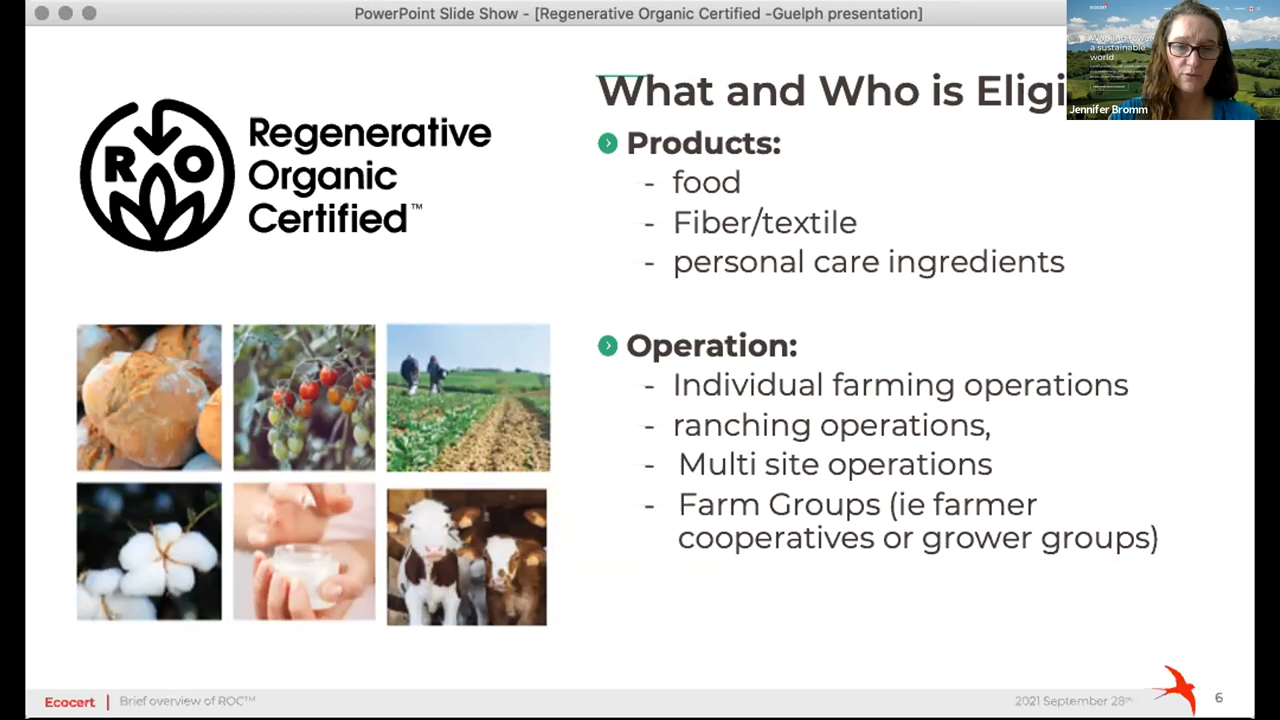 PowerPoint Slide Show - [Regenerative Organic Certified -Guelph presentation]
R O
Regenerative
Organic
Certified™
What and Who is Eligi
Products:
- food
- Fiber/textile
- personal care ingredients
Operation:
- Individual farming operations
- ranching operations,
- Multi site operations
- Farm Groups (ie farmer
cooperatives or grower groups)
a sustainable
world
Jennifer Bromm
Ecocert | Brief overview of ROC™
2021 September 28th
6